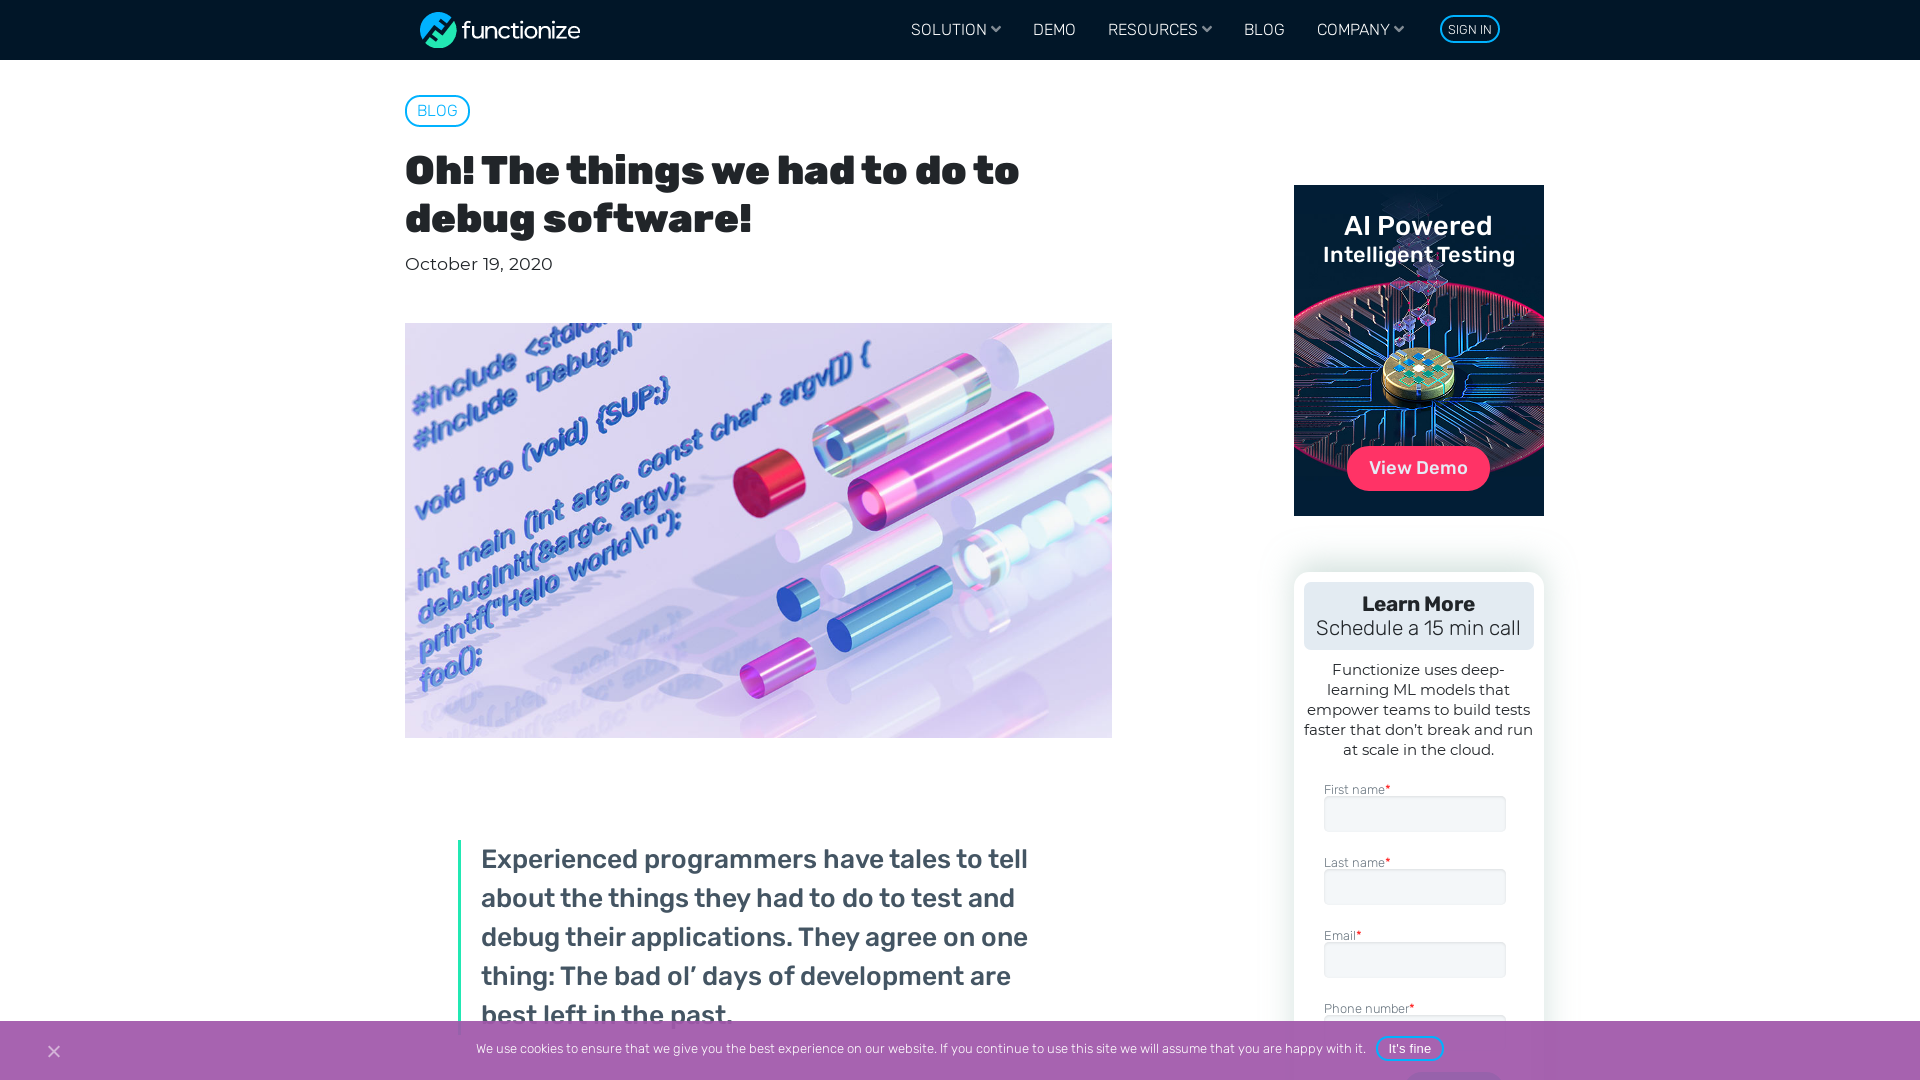 functionize
SOLUTION
DEMO
RESOURCES
BLOG
COMPANY
SIGN IN
BLOG
Oh! The things we had to do to
debug software!
October 19, 2020
#include <stdio.h
#include "Debug.h"
void foo (void) {SUP:}
int main (int argc, const char* argv[]) {
debugInit(&argc, argv);
printf("Hello world\n");
foo();
Experienced programmers have tales to tell
about the things they had to do to test and
debug their applications. They agree on one
thing: The bad ol’ days of development are
best left in the past.
AI Powered
Intelligent Testing
View Demo
Learn More
Schedule a 15 min call
Functionize uses deep-
learning ML models that
empower teams to build tests
faster that don’t break and run
at scale in the cloud.
First name*
Last name*
Email*
Phone number*
× We use cookies to ensure that we give you the best experience on our website. If you continue to use this site we will assume that you are happy with it. It's fine